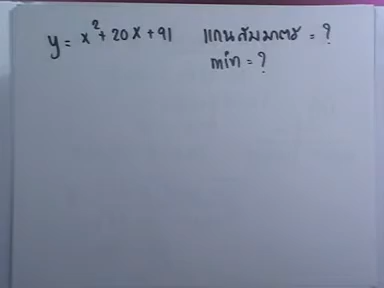 y = x² + 20x + 91 แกนสมมาตร = ?
min = ?